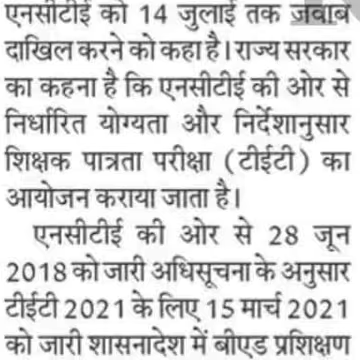 एनसीटीई को 14 जुलाई तक जवाब
दाखिल करने को कहा है। राज्य सरकार
का कहना है कि एनसीटीई की ओर से
निर्धारित योग्यता और निर्देशानुसार
शिक्षक पात्रता परीक्षा (टीईटी) का
आयोजन कराया जाता है।
एनसीटीई की ओर से 28 जून
2018 को जारी अधिसूचना के अनुसार
टीईटी 2021 के लिए 15 मार्च 2021
को जारी शासनादेश में बीएड प्रशिक्षण